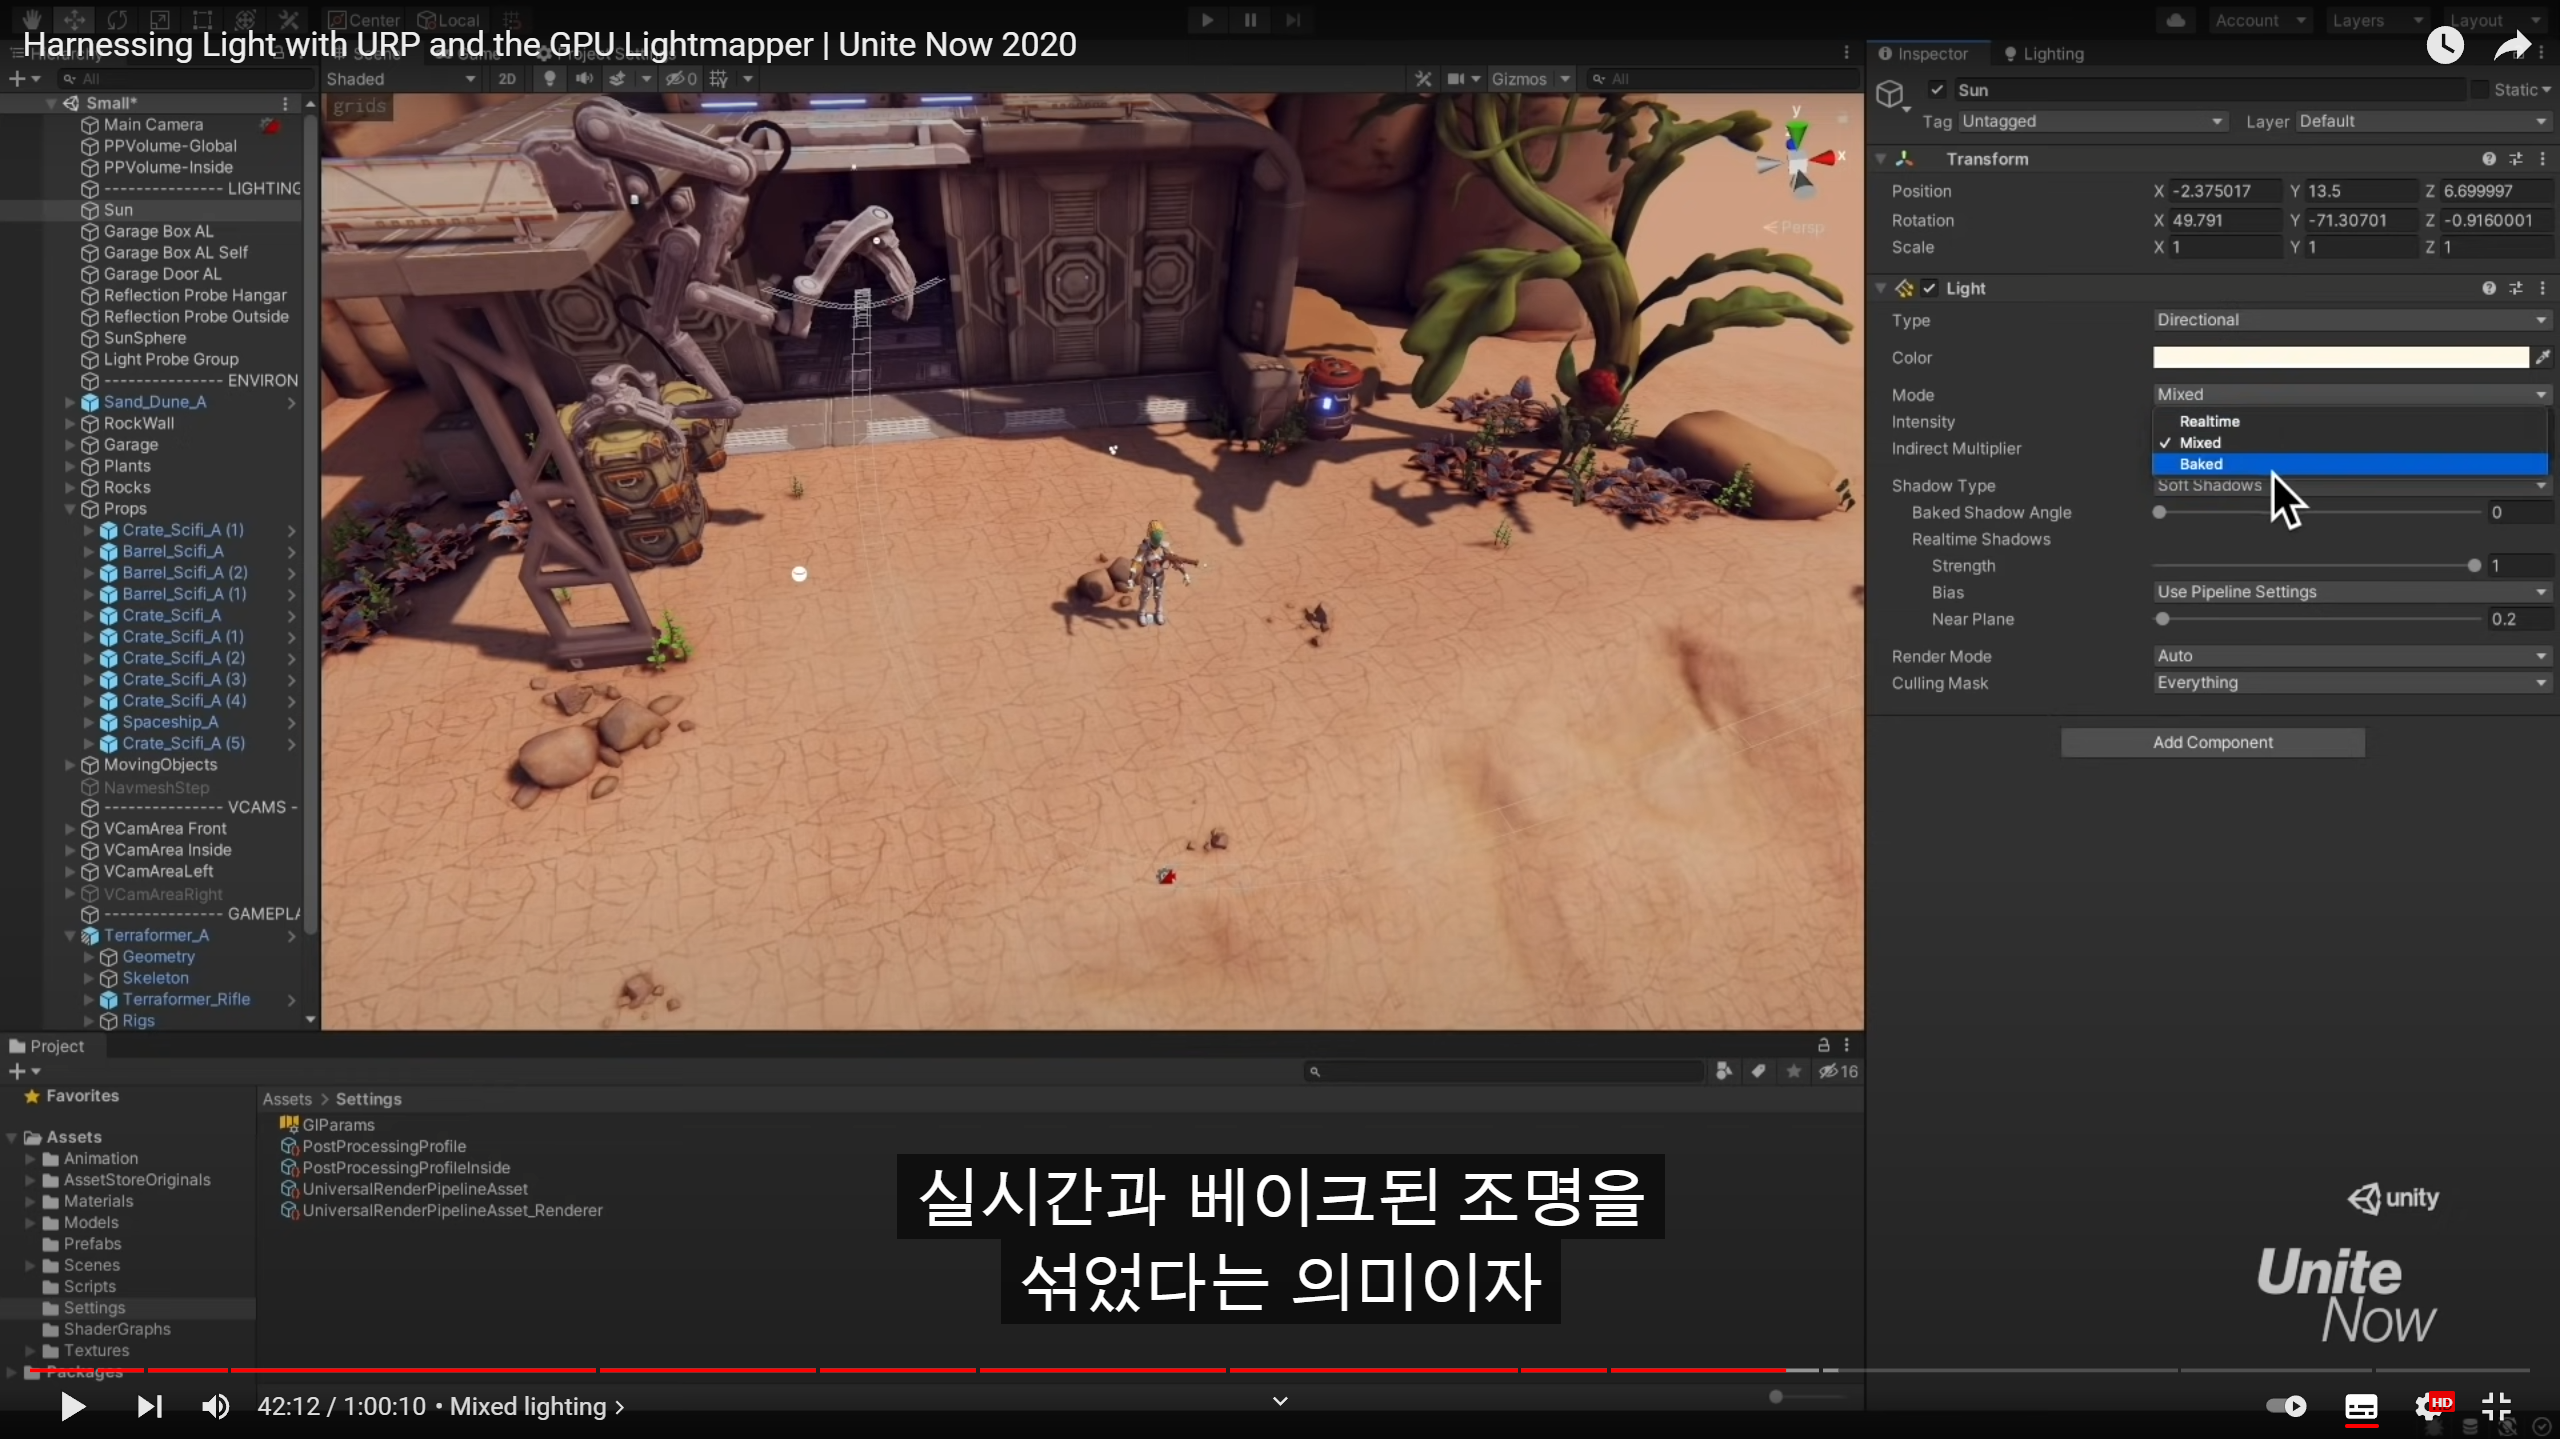 Center
Local
Account
Layers
Layout
Harnessing Light with URP and the GPU Lightmapper | Unite Now 2020
All
Small*
Main Camera
PPVolume-Global
PPVolume-Inside
--------------- LIGHTING
Sun
Garage Box AL
Garage Box AL Self
Garage Door AL
Reflection Probe Hangar
Reflection Probe Outside
SunSphere
Light Probe Group
--------------- ENVIRON
Sand_Dune_A
RockWall
Garage
Plants
Rocks
Props
Crate_Scifi_A (1)
Barrel_Scifi_A
Barrel_Scifi_A (2)
Barrel_Scifi_A (1)
Crate_Scifi_A
Crate_Scifi_A (1)
Crate_Scifi_A (2)
Crate_Scifi_A (3)
Crate_Scifi_A (4)
Spaceship_A
Crate_Scifi_A (5)
MovingObjects
NavmeshStep
--------------- VCAMS -
VCamArea Front
VCamArea Inside
VCamAreaLeft
VCamAreaRight
--------------- GAMEPLA
Terraformer_A
Geometry
Skeleton
Terraformer_Rifle
Rigs
Shaded
2D
0
Gizmos
All
grids
y
x
Persp
Inspector
Lighting
Sun
Static
Tag Untagged
Layer Default
Transform
Position X -2.375017 Y 13.5 Z 6.699997
Rotation X 49.791 Y -71.30701 Z -0.9160001
Scale X 1 Y 1 Z 1
Light
Type Directional
Color
Mode Mixed
Intensity
Indirect Multiplier
Realtime
Mixed
Baked
Shadow Type Soft Shadows
Baked Shadow Angle 0
Realtime Shadows
Strength 1
Bias Use Pipeline Settings
Near Plane 0.2
Render Mode Auto
Culling Mask Everything
Add Component
Project
16
Favorites
Assets
Animation
AssetStoreOriginals
Materials
Models
Prefabs
Scenes
Scripts
Settings
ShaderGraphs
Textures
Packages
Assets > Settings
GIParams
PostProcessingProfile
PostProcessingProfileInside
UniversalRenderPipelineAsset
UniversalRenderPipelineAsset_Renderer
실시간과 베이크된 조명을
섞었다는 의미이자
unity
Unite
Now
42:12 / 1:00:10 • Mixed lighting >
HD